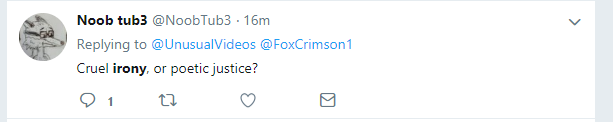 Noob tub3 @NoobTub3 · 16m
Replying to @UnusualVideos @FoxCrimson1
Cruel irony, or poetic justice?
1